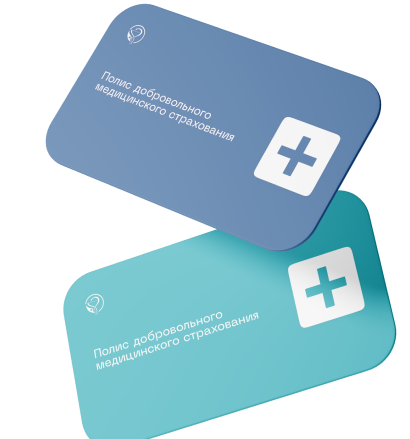 Полис добровольного
медицинского страхования
Полис добровольного
медицинского страхования